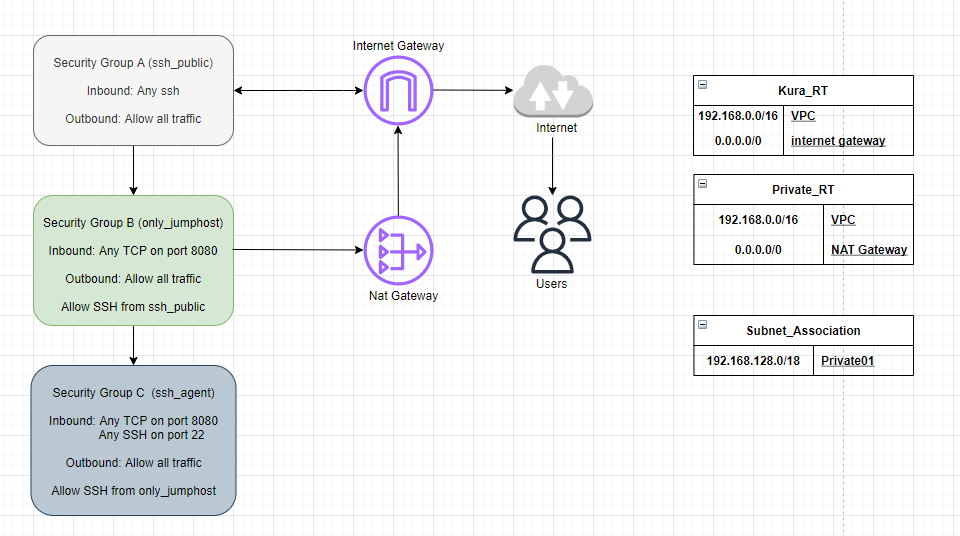 Security Group A (ssh_public)
Inbound: Any ssh
Outbound: Allow all traffic
Security Group B (only_jumphost)
Inbound: Any TCP on port 8080
Outbound: Allow all traffic
Allow SSH from ssh_public
Security Group C  (ssh_agent)
Inbound: Any TCP on port 8080
Any SSH on port 22
Outbound: Allow all traffic
Allow SSH from only_jumphost
Internet Gateway
Nat Gateway
Internet
Users
Kura_RT
192.168.0.0/16 VPC
0.0.0.0/0 internet gateway
Private_RT
192.168.0.0/16 VPC
0.0.0.0/0 NAT Gateway
Subnet_Association
192.168.128.0/18 Private01